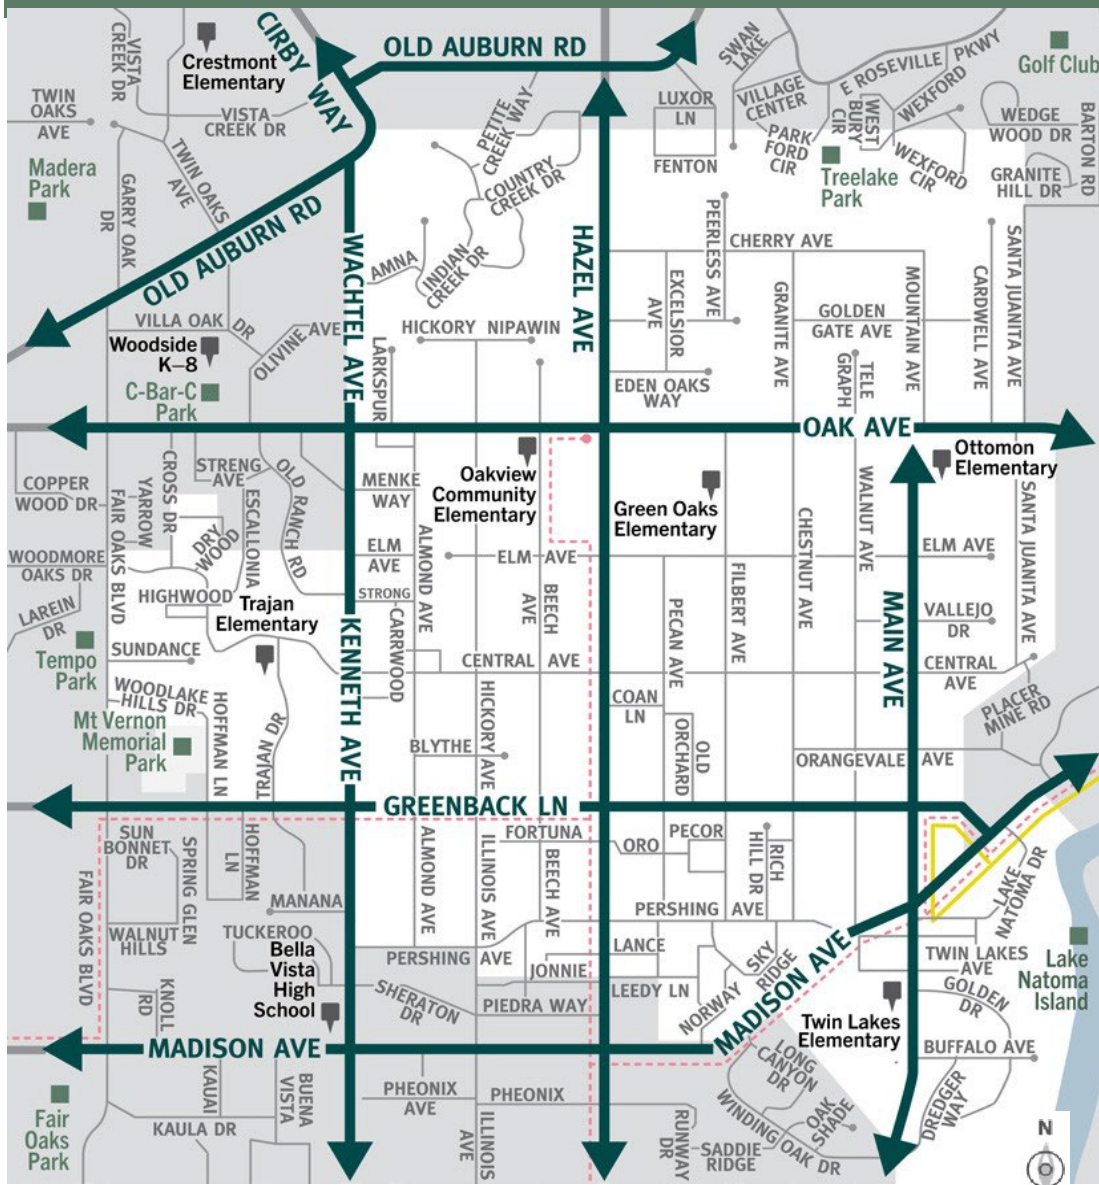 CIRBY WAY
OLD AUBURN RD
VISTA CREEK DR
Crestmont
Elementary
SWAN LAKE
E ROSEVILLE PKWY
Golf Club
TWIN
OAKS
AVE
VISTA
CREEK DR
PETITE CREEK WAY
LUXOR
LN
VILLAGE
CENTER
WEST BURY CIR
WEXFORD
WEDGE
WOOD DR
BARTON RD
Madera
Park
TWIN OAKS AVE
GARRY OAK DR
COUNTRY CREEK DR
FENTON
PARK
FORD
CIR
Treelake
Park
WEXFORD CIR
GRANITE
HILL DR
OLD AUBURN RD
WACHTEL AVE
AMNA
INDIAN CREEK DR
HAZEL AVE
PEERLESS AVE
CHERRY AVE
SANTA JUANITA AVE
EXCELSIOR AVE
GRANITE AVE
GOLDEN
GATE AVE
MOUNTAIN AVE
CARDWELL AVE
VILLA OAK DR
OLIVINE AVE
HICKORY NIPAWIN
Woodside
K–8
LARKSPUR
C-Bar-C
Park
EDEN OAKS
WAY
TELE GRAPH
OAK AVE
COPPER
WOOD DR
FAIR OAKS BLVD
YARROW
CROSS DR
STRENG
AVE
ESCALLONIA
OLD RANCH RD
MENKE
WAY
Oakview
Community
Elementary
Green Oaks
Elementary
Ottomon
Elementary
WALNUT AVE
CHESTNUT AVE
SANTA JUANITA AVE
WOODMORE
OAKS DR
DRY WOOD
ELM
AVE
ALMOND AVE
ELM AVE
BEECH AVE
FILBERT AVE
ELM AVE
LAREIN DR
HIGHWOOD
Trajan
Elementary
STRONG
CARRWOOD
PECAN AVE
MAIN AVE
VALLEJO
DR
Tempo
Park
SUNDANCE
KENNETH AVE
CENTRAL AVE
CENTRAL
AVE
WOODLAKE
HILLS DR
HOFFMAN LN
TRAJAN DR
HICKORY AVE
COAN
LN
OLD ORCHARD
PLACER MINE RD
Mt Vernon
Memorial
Park
BLYTHE
ORANGEVALE AVE
GREENBACK LN
SUN
BONNET
DR
SPRING GLEN
HOFFMAN LN
ALMOND AVE
ILLINOIS AVE
FORTUNA
BEECH AVE
ORO
PECOR
RICH HILL DR
LAKE NATOMA DR
FAIR OAKS BLVD
MANANA
PERSHING AVE
WALNUT
HILLS
TUCKEROO
Bella
Vista
High
School
PERSHING AVE
LANCE
SKY RIDGE
MADISON AVE
TWIN LAKES
AVE
Lake
Natoma
Island
KNOLL RD
JONNIE
SHERATON DR
PIEDRA WAY
LEEDY LN
NORWAY
GOLDEN
DR
Twin Lakes
Elementary
MADISON AVE
LONG
CANYON
DR
BUFFALO AVE
Fair
Oaks
Park
KAUAI
BUENA VISTA
PHEONIX
AVE
PHEONIX
ILLINOIS AVE
RUNWAY DR
WINDING OAK DR
OAK SHADE
DREDGER WAY
KAULA DR
SADDIE
RIDGE
N